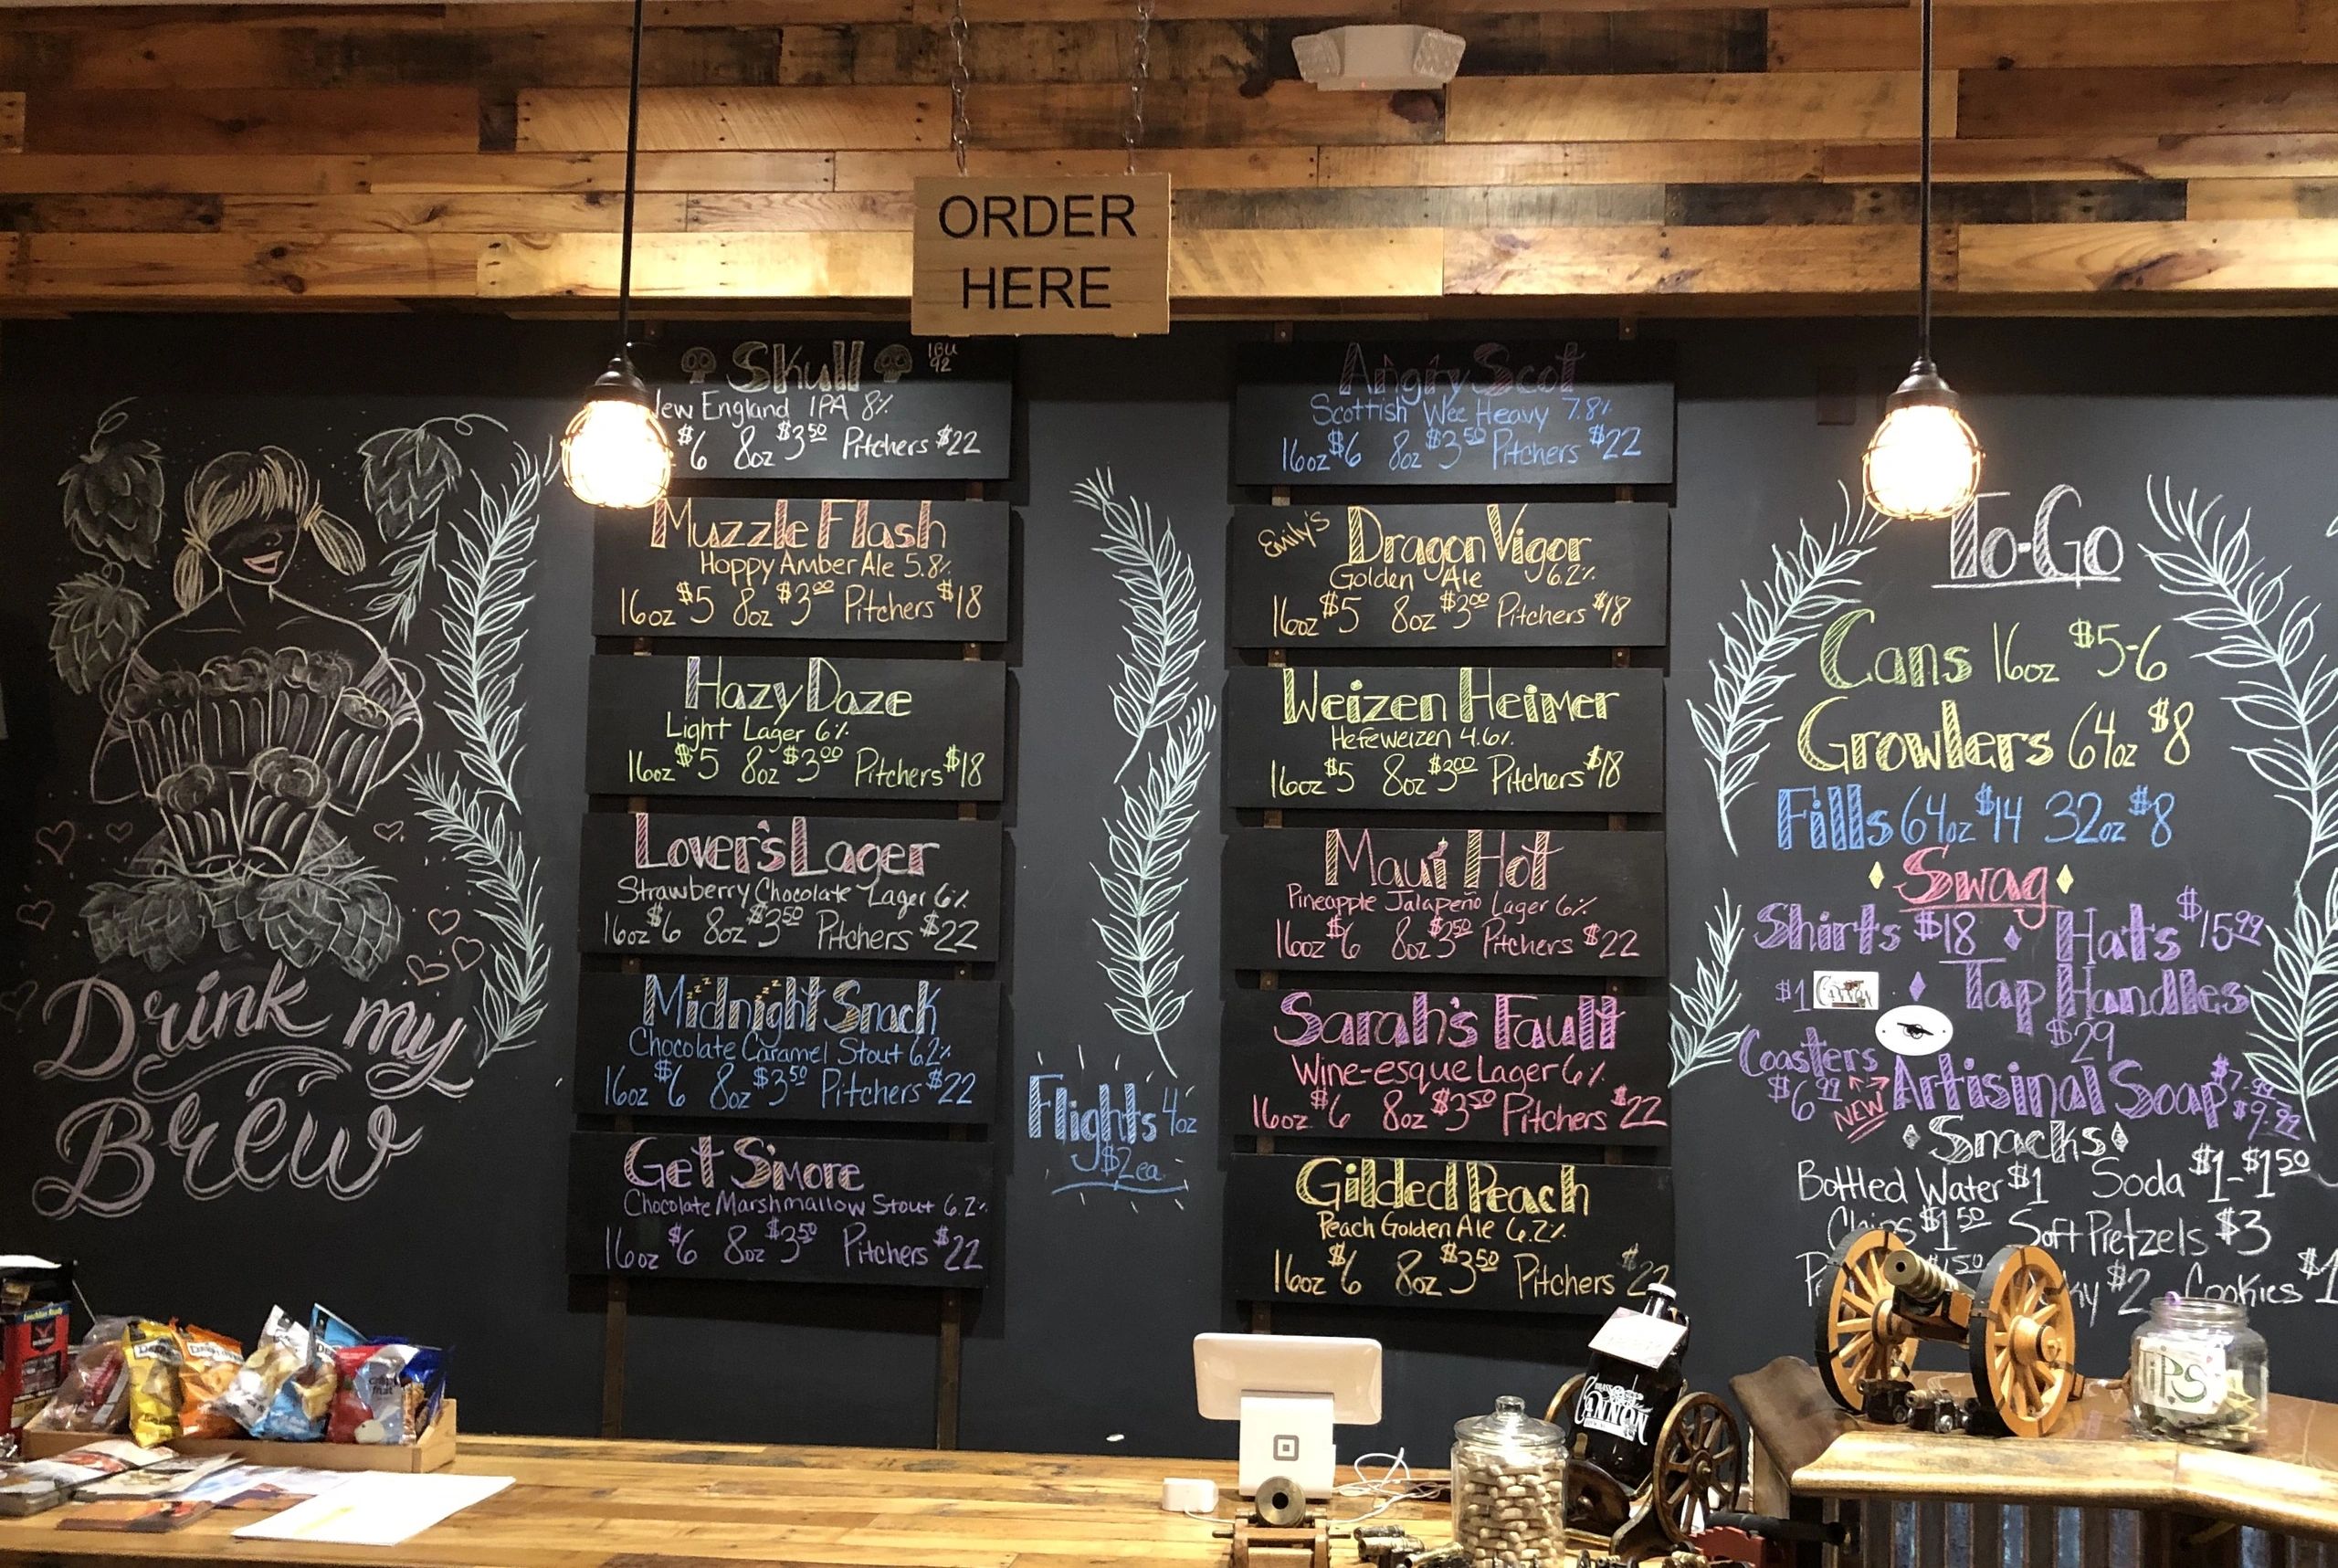 ORDER
HERE
Drink my
Brew
Skull
IBU
92
England IPA 8%
$6 8oz $3.50 Pitchers $22
Muzzle Flash
Hoppy Amber Ale 5.8%
16oz $5 8oz $3.00 Pitchers $18
Hazy Daze
Light Lager 6%
16oz $5 8oz $3.00 Pitchers $18
Lover's Lager
Strawberry Chocolate Lager 6%
16oz $6 8oz $3.50 Pitchers $22
Midnight Snack
zzz zzz
Chocolate Caramel Stout 6.2%
16oz $6 8oz $3.50 Pitchers $22
Get S'more
Chocolate Marshmallow Stout 6.2%
16oz $6 8oz $3.50 Pitchers $22
Flights 4oz
$2ea
Angry Scot
Scottish Wee Heavy 7.8%
16oz $6 8oz $3.50 Pitchers $22
Emily's
Dragon Vigor
Golden Ale 6.2%
16oz $5 8oz $3.00 Pitchers $18
Weizen Heimer
Hefeweizen 4.6%
16oz $5 8oz $3.00 Pitchers $18
Maui Hot
Pineapple Jalapeño Lager 6%
16oz $6 8oz $3.50 Pitchers $22
Sarah's Fault
Wine-esque Lager 6%
16oz $6 8oz $3.50 Pitchers $22
Gilded Peach
Peach Golden Ale 6.2%
16oz $6 8oz $3.50 Pitchers $22
To-Go
Cans 16oz $5-6
Growlers 64oz $8
Fills 64oz $14 32oz $8
Swag
Shirts $18 Hats $15.99
$1 Cannon Tap Handles
$29
Coasters
$6.99
NEW
Artisinal Soap $7.99
$9.99
Snacks
Bottled Water $1 Soda $1-$1.50
Chips $1.50 Soft Pretzels $3
$1.50 $2 Cookies $1
CANNON
TIPS